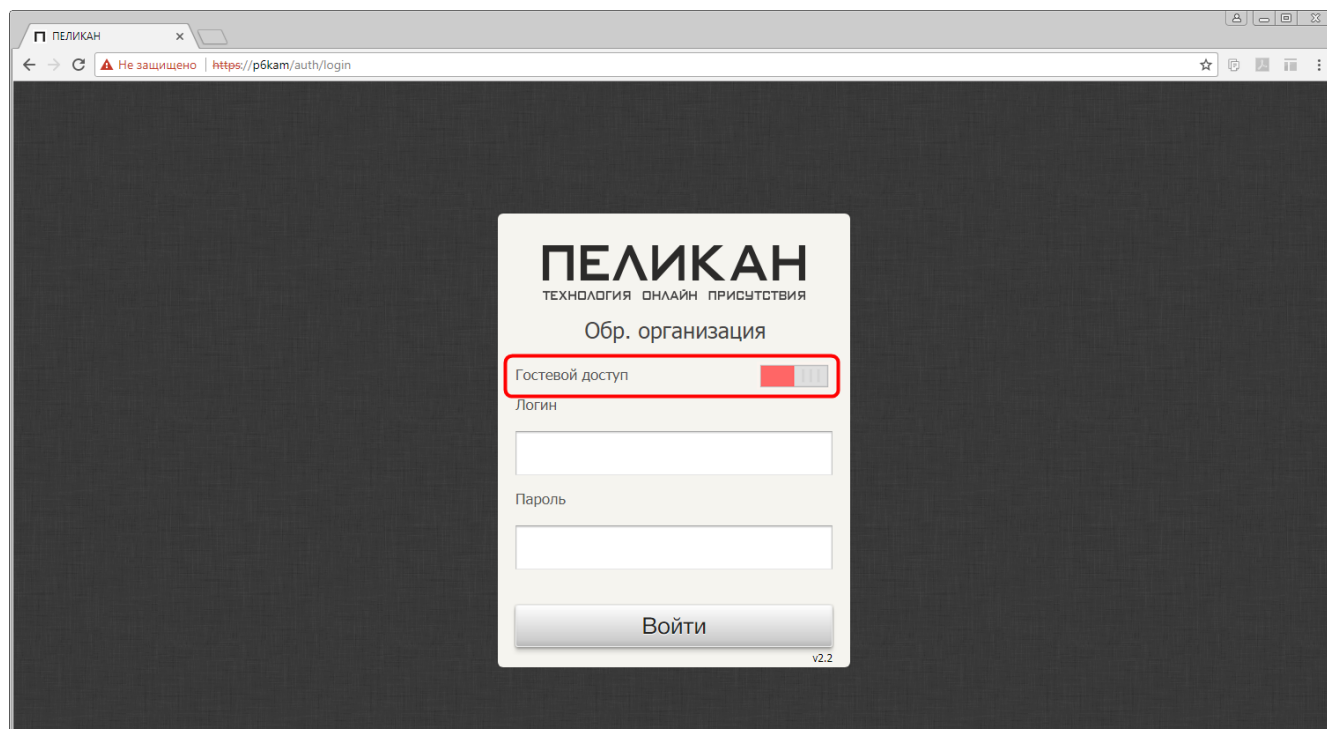 ПЕЛИКАН
Не защищено | https://p6kam/auth/login
ПЕЛИКАН
ТЕХНОЛОГИЯ ОНЛАЙН ПРИСУТСТВИЯ
Обр. организация
Гостевой доступ
Логин
Пароль
Войти
v2.2